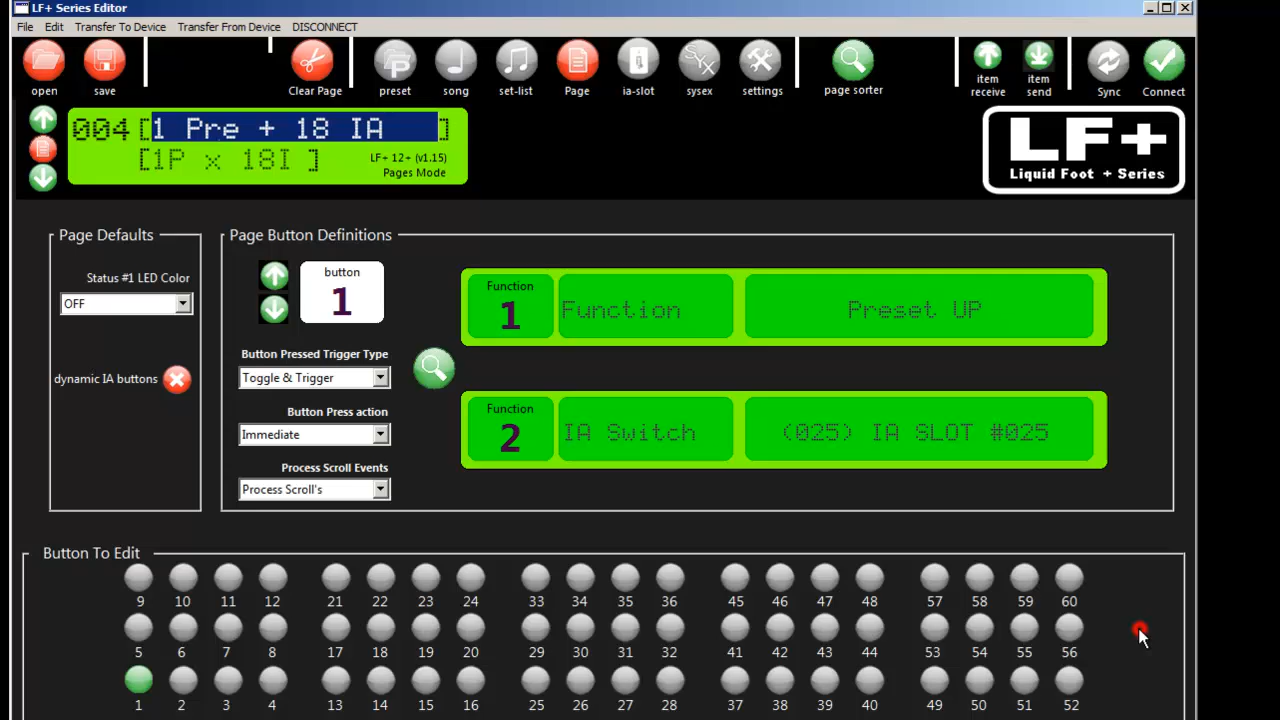 LF+ Series Editor
File Edit Transfer To Device Transfer From Device DISCONNECT
open save Clear Page preset song set-list Page ia-slot sysex settings page sorter item receive item send Sync Connect
SYX
004 [1 Pre + 18 IA ]
[1P x 18I ] LF+ 12+ (v1.15)
Pages Mode
LF+
Liquid Foot + Series
Page Defaults
Status #1 LED Color
OFF
dynamic IA buttons
Page Button Definitions
button
1
Button Pressed Trigger Type
Toggle & Trigger
Button Press action
Immediate
Process Scroll Events
Process Scroll's
Function
1 Function Preset UP
Function
2 IA Switch (025) IA SLOT #025
Button To Edit
9 10 11 12 21 22 23 24 33 34 35 36 45 46 47 48 57 58 59 60
5 6 7 8 17 18 19 20 29 30 31 32 41 42 43 44 53 54 55 56
1 2 3 4 13 14 15 16 25 26 27 28 37 38 39 40 49 50 51 52